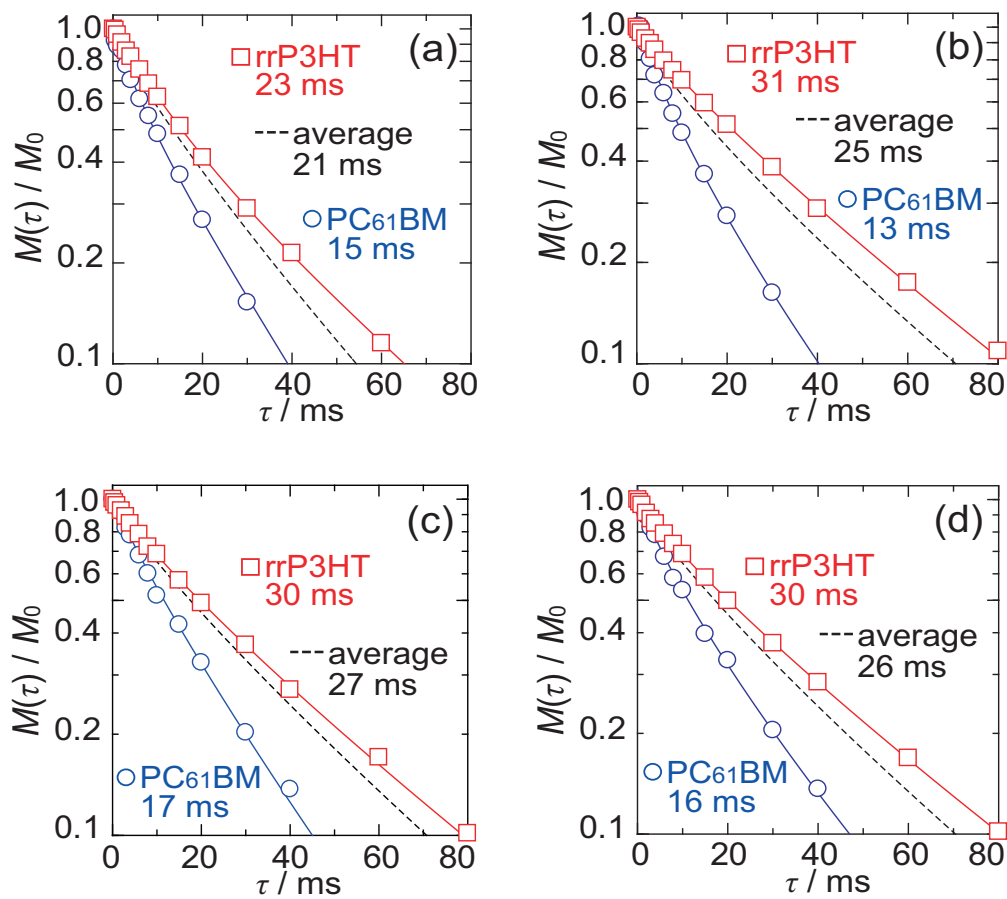 (a)
rrP3HT
23 ms
average
21 ms
PC61BM
15 ms
M(τ) / M0
1.0
0.8
0.6
0.4
0.2
0.1
0 20 40 60 80
τ / ms
(b)
rrP3HT
31 ms
average
25 ms
PC61BM
13 ms
M(τ) / M0
1.0
0.8
0.6
0.4
0.2
0.1
0 20 40 60 80
τ / ms
(c)
rrP3HT
30 ms
average
27 ms
PC61BM
17 ms
M(τ) / M0
1.0
0.8
0.6
0.4
0.2
0.1
0 20 40 60 80
τ / ms
(d)
rrP3HT
30 ms
average
26 ms
PC61BM
16 ms
M(τ) / M0
1.0
0.8
0.6
0.4
0.2
0.1
0 20 40 60 80
τ / ms